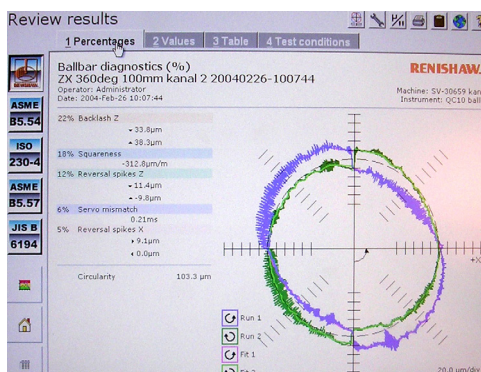 Review results
1 Percentages
2 Values
3 Table
4 Test conditions
Ballbar diagnostics (%)
ZX 360deg 100mm kanal 2 20040226-100744
Operator: Administrator
Date: 2004-Feb-26 10:07:44
RENISHAW
Machine: SV-30659 kan
Instrument: QC10 ball
RENISHAW
ASME
B5.54
ISO
230-4
ASME
B5.57
JIS B
6194
22% Backlash Z
33.8µm
38.3µm
18% Squareness
-312.8µm/m
12% Reversal spikes Z
-11.4µm
-9.8µm
6% Servo mismatch
0.21ms
5% Reversal spikes X
9.1µm
0.0µm
Circularity 103.3 µm
+X
Run 1
Run 2
Fit 1
20.0 µm/div